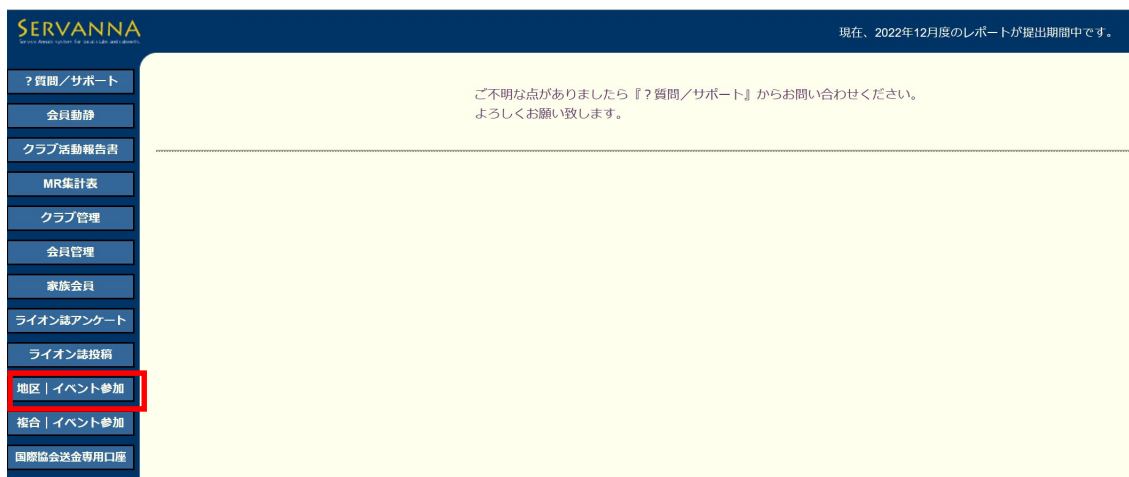 SERVANNA
現在、2022年12月度のレポートが提出期間中です。
?質問／サポート
会員動静
クラブ活動報告書
MR集計表
クラブ管理
会員管理
家族会員
ライオン誌アンケート
ライオン誌投稿
地区｜イベント参加
複合｜イベント参加
国際協会送金専用口座
ご不明な点がありましたら『？質問／サポート』からお問い合わせください。
よろしくお願い致します。